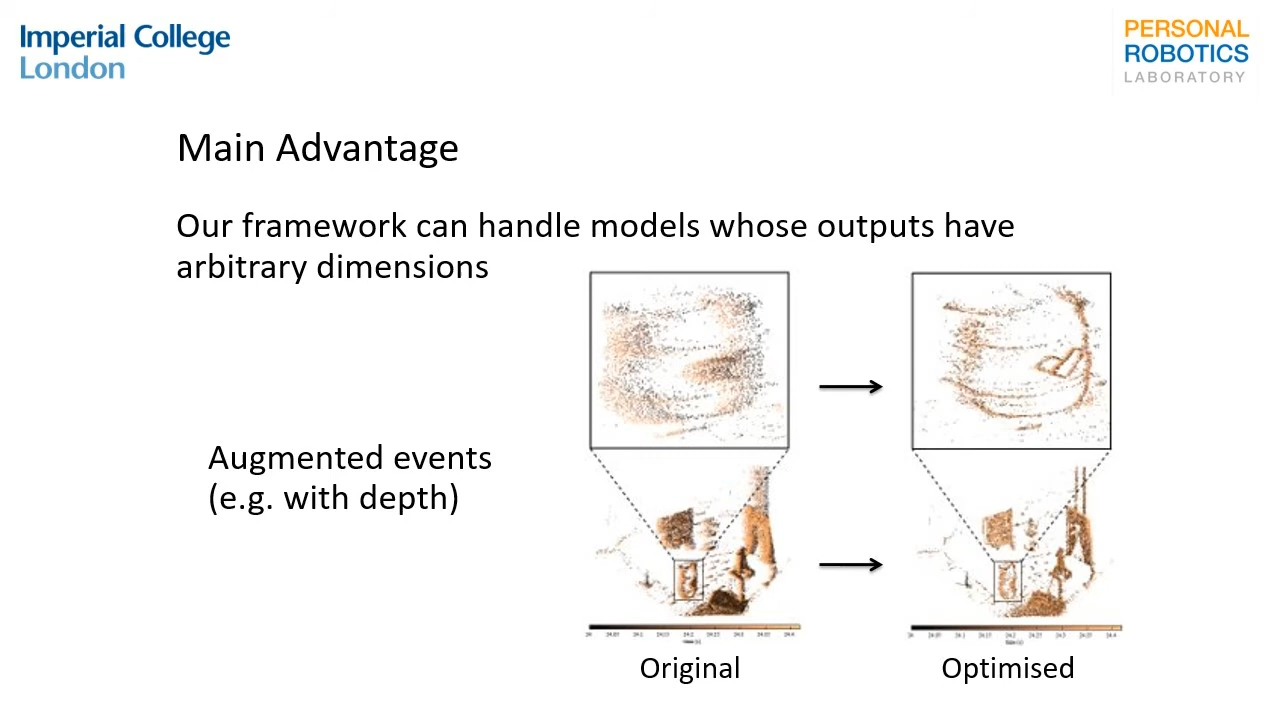 Imperial College
London
PERSONAL
ROBOTICS
LABORATORY
Main Advantage
Our framework can handle models whose outputs have
arbitrary dimensions
Augmented events
(e.g. with depth)
Original
Optimised